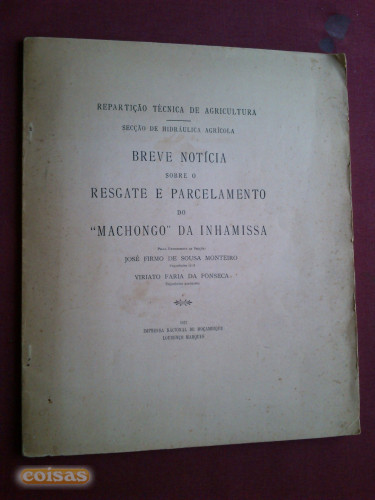 REPARTIÇÃO TÉCNICA DE AGRICULTURA
SECÇÃO DE HIDRÁULICA AGRÍCOLA
BREVE NOTÍCIA
SOBRE O
RESGATE E PARCELAMENTO
DO
"MACHONGO" DA INHAMISSA
JOSÉ FIRMO DE SOUSA MONTEIRO
VIRIATO FARIA DA FONSECA
IMPRENSA NACIONAL DE MOÇAMBIQUE
LOURENÇO MARQUES
coisas